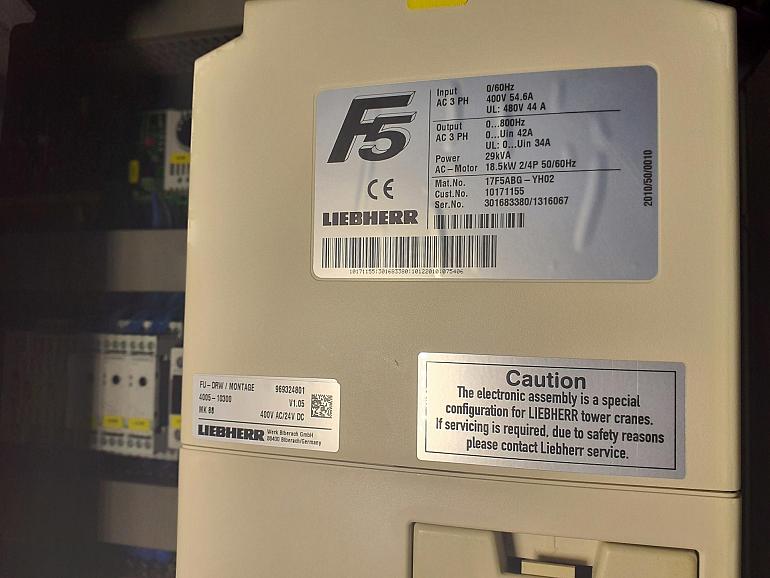 F5
CE
LIEBHERR
Input 0/60Hz
AC 3 PH 400V 54.6A
UL: 480V 44 A
Output 0...800Hz
AC 3 PH 0...Uin 42A
UL: 0...Uin 34A
Power 29kVA
AC-Motor 18.5kW 2/4P 50/60Hz
Mat.No. 17F5ABG-YH02
Cust.No. 10171155
Ser.No. 301683380/1316067
2010/50/0010
FU-DRW / MONTAGE 969324801
4005-10300 V1.05
MK 88 400V AC/24V DC
LIEBHERR Werk Biberach GmbH
88400 Biberach/Germany
Caution
The electronic assembly is a special
configuration for LIEBHERR tower cranes.
If servicing is required, due to safety reasons
please contact Liebherr service.